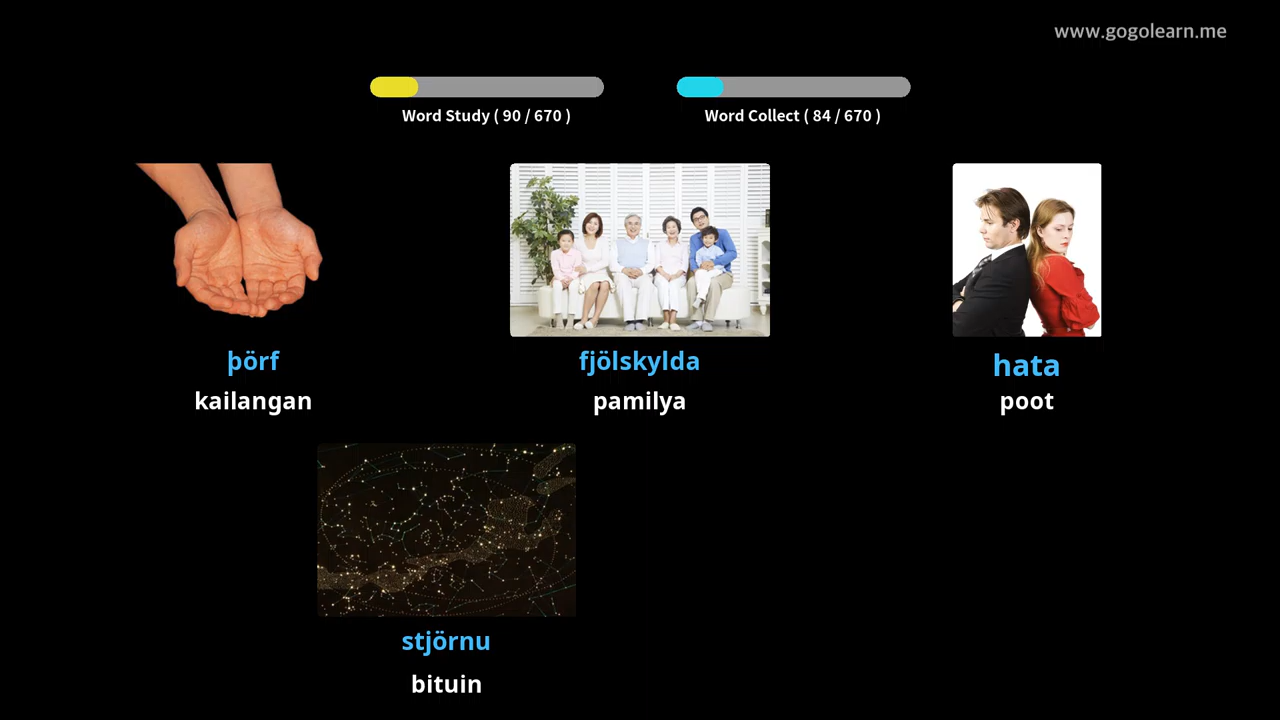 www.gogolearn.me
Word Study ( 90 / 670 )
Word Collect ( 84 / 670 )
þörf
kailangan
fjölskylda
pamilya
hata
poot
stjörnu
bituin